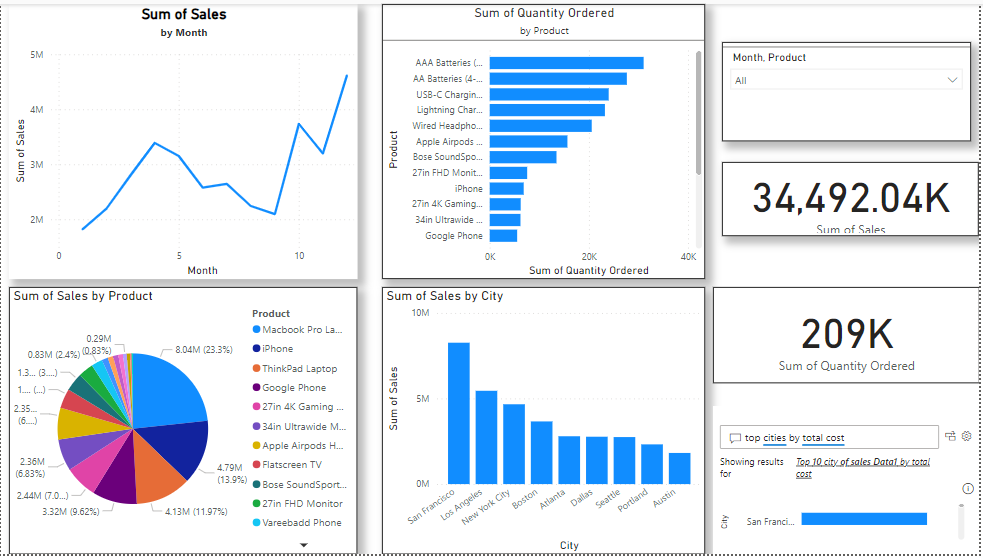 Sum of Sales
by Month
5M
4M
3M
2M
Sum of Sales
0
5
10
Month
Sum of Quantity Ordered
by Product
Product
AAA Batteries (...
AA Batteries (4-...
USB-C Chargin...
Lightning Char...
Wired Headpho...
Apple Airpods ...
Bose SoundSpo...
27in FHD Monit...
iPhone
27in 4K Gaming...
34in Ultrawide ...
Google Phone
0K
20K
40K
Sum of Quantity Ordered
Month, Product
All
34,492.04K
Sum of Sales
Sum of Sales by Product
0.29M
(0.83%)
0.83M (2.4%)
1.3... (3....)
1.... (...)
2.35...
(6....)
2.36M
(6.83%)
2.44M (7.0...)
3.32M (9.62%)
4.13M (11.97%)
4.79M
(13.9%)
8.04M (23.3%)
Product
Macbook Pro La...
iPhone
ThinkPad Laptop
Google Phone
27in 4K Gaming ...
34in Ultrawide M...
Apple Airpods H...
Flatscreen TV
Bose SoundSport...
27in FHD Monitor
Vareebadd Phone
Sum of Sales by City
10M
5M
0M
Sum of Sales
San Francisco
Los Angeles
New York City
Boston
Atlanta
Dallas
Seattle
Portland
Austin
City
209K
Sum of Quantity Ordered
top cities by total cost
Showing results for
Top 10 city of sales Data1 by total cost
City
San Franci...